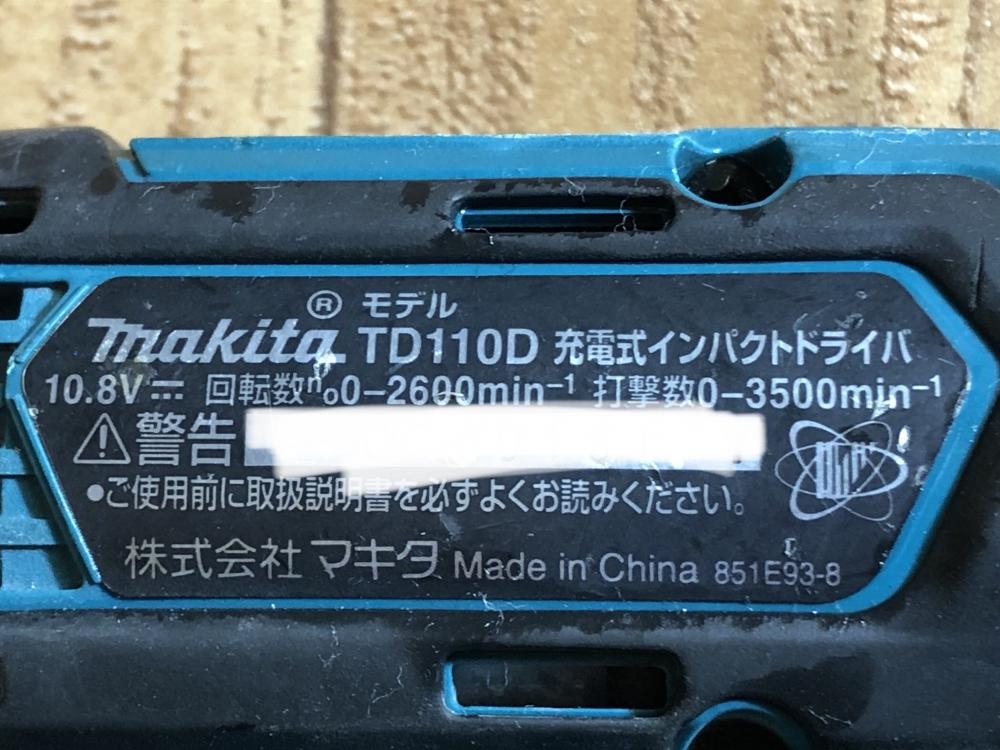 ® モデル
makita TD110D 充電式インパクトドライバ
10.8V⎓ 回転数n₀0-2600min⁻¹ 打撃数0-3500min⁻¹
⚠警告
●ご使用前に取扱説明書を必ずよくお読みください。
株式会社 マキタ Made in China 851E93-8